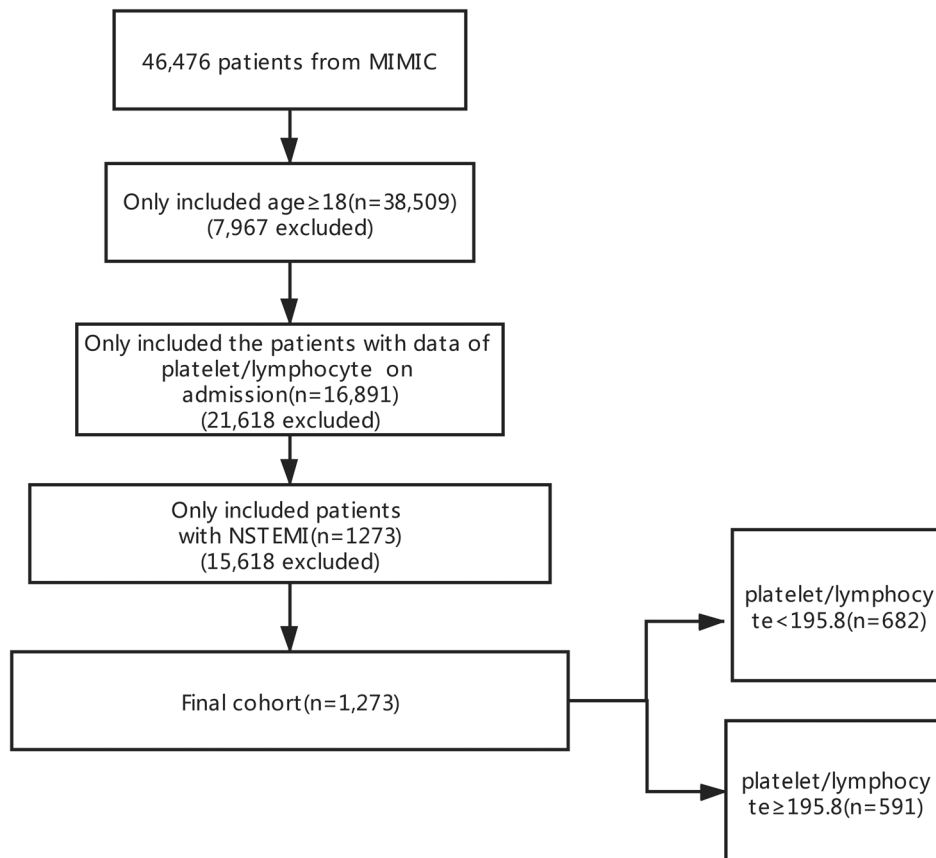 46,476 patients from MIMIC
Only included age≥18(n=38,509)
(7,967 excluded)
Only included the patients with data of
platelet/lymphocyte on
admission(n=16,891)
(21,618 excluded)
Only included patients
with NSTEMI(n=1273)
(15,618 excluded)
Final cohort(n=1,273)
platelet/lymphocy
te<195.8(n=682)
platelet/lymphocy
te≥195.8(n=591)